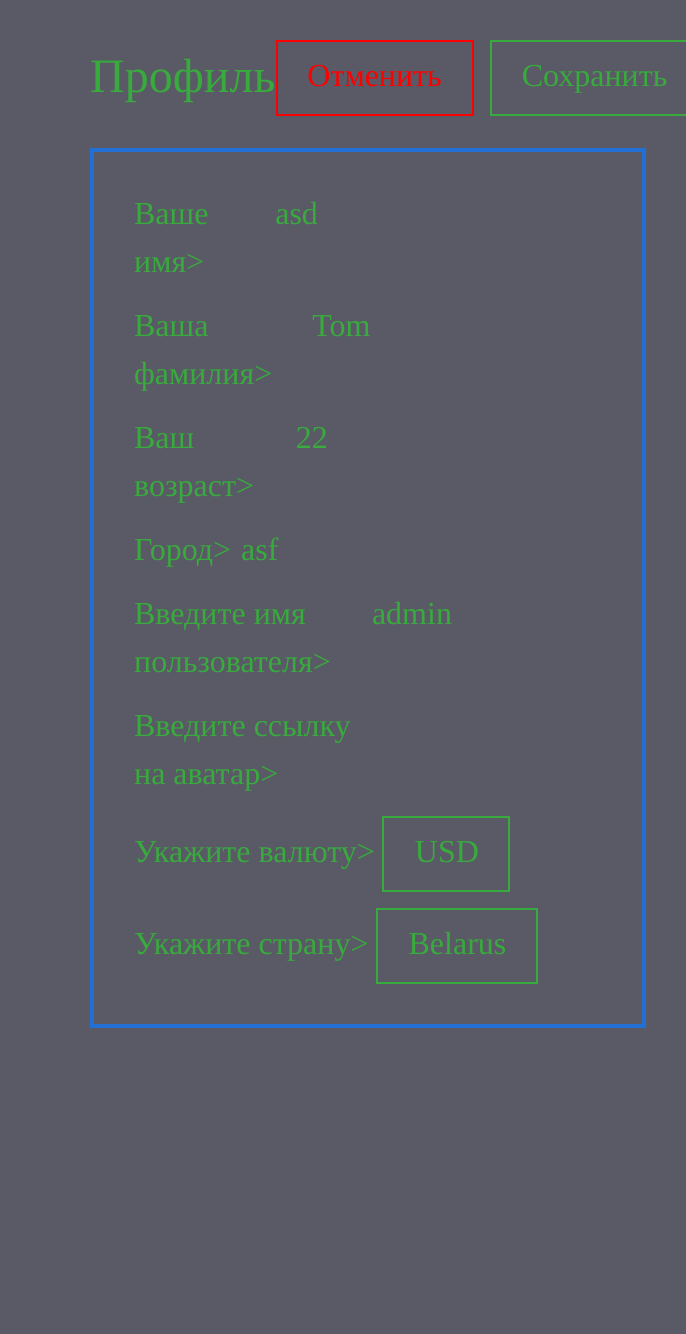 Профиль Отменить Сохранить
Ваше asd
имя>
Ваша Tom
фамилия>
Ваш 22
возраст>
Город> asf
Введите имя admin
пользователя>
Введите ссылку
на аватар>
Укажите валюту> USD
Укажите страну> Belarus